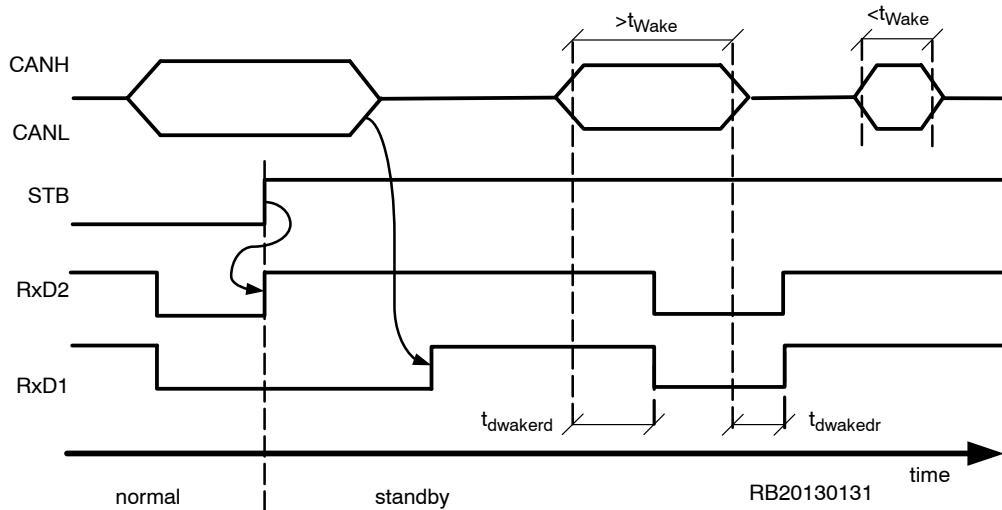 >tWake
<tWake
CANH
CANL
STB
RxD2
RxD1
tdwakerd
tdwakedr
time
normal
standby
RB20130131